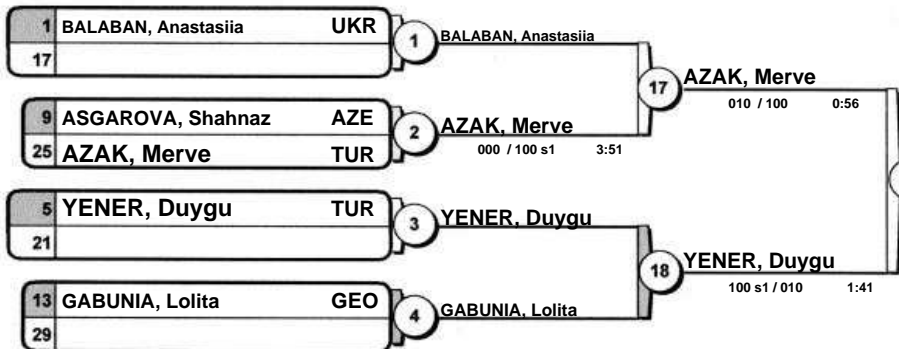 1 BALABAN, Anastasiia UKR
17
1
BALABAN, Anastasiia
9 ASGAROVA, Shahnaz AZE
25 AZAK, Merve TUR
2
AZAK, Merve
000 / 100 s1 3:51
17
AZAK, Merve
010 / 100 0:56
5 YENER, Duygu TUR
21
3
YENER, Duygu
13 GABUNIA, Lolita GEO
29
4
GABUNIA, Lolita
18
YENER, Duygu
100 s1 / 010 1:41